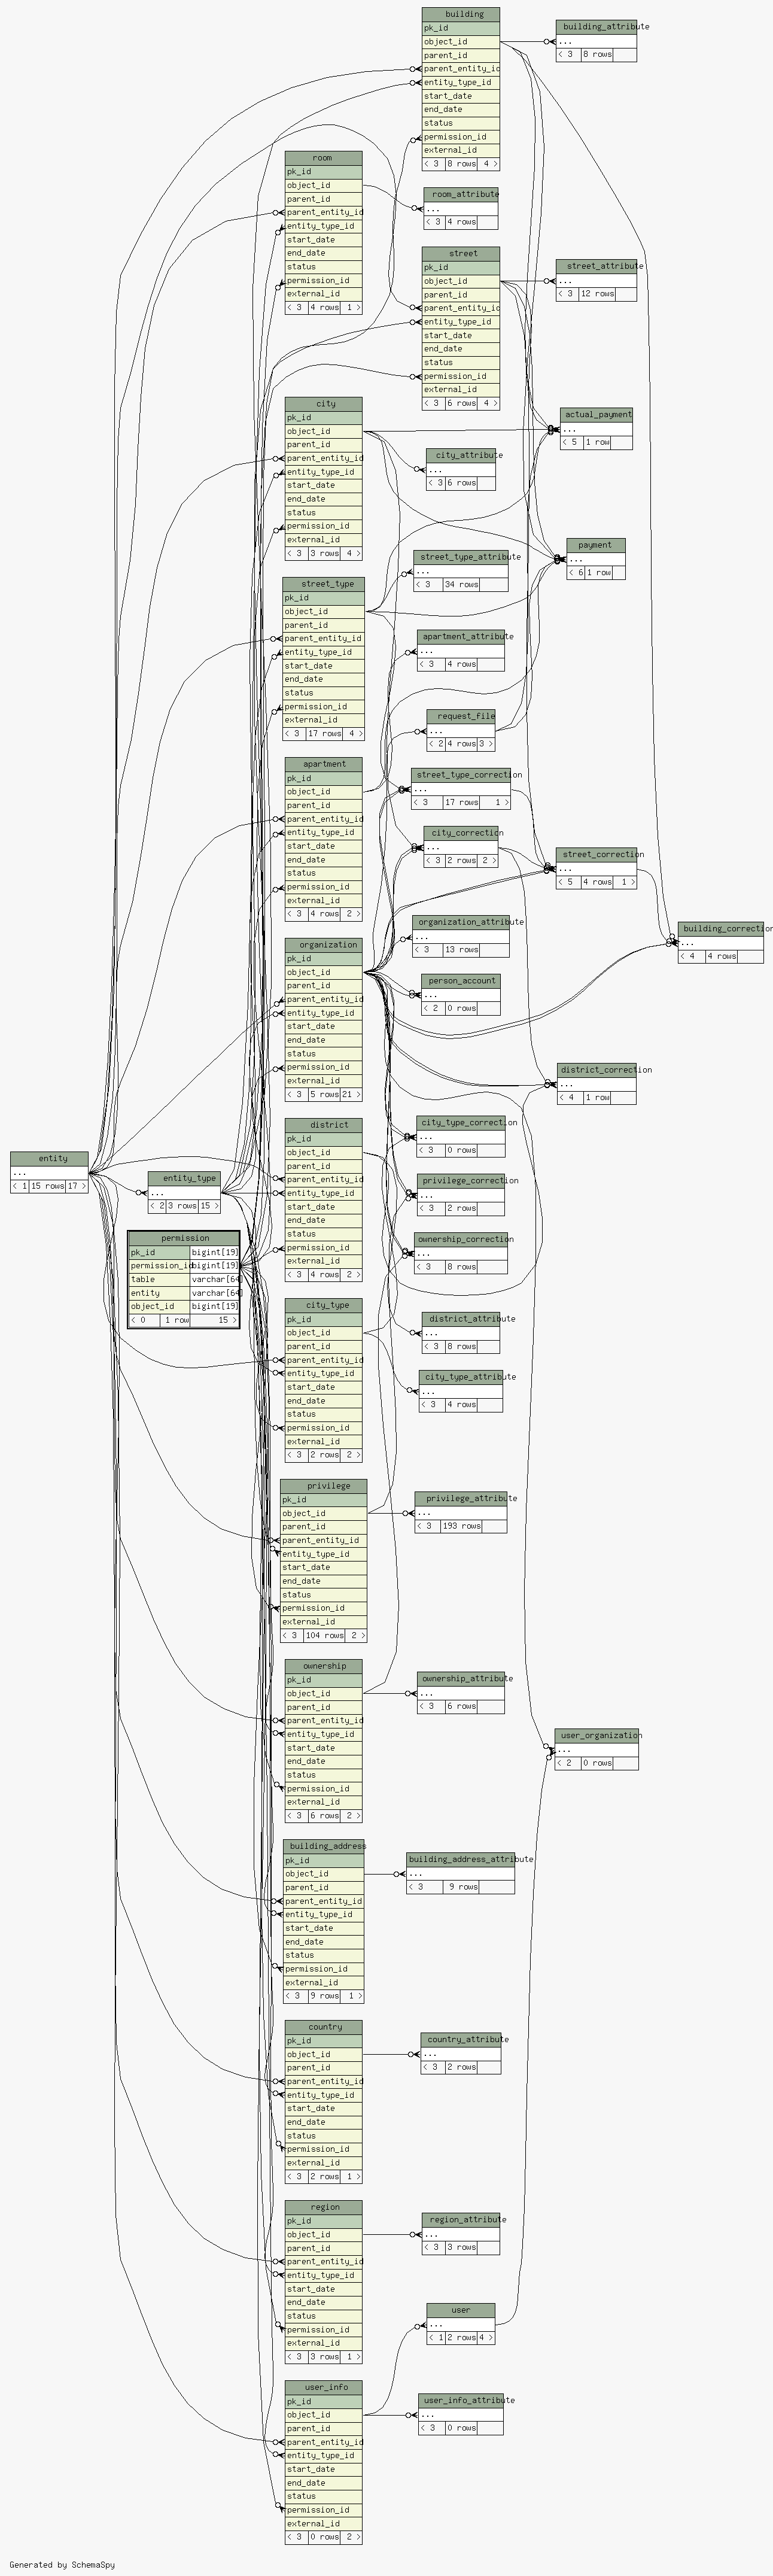 building
pk_id
object_id
parent_id
parent_entity_id
entity_type_id
start_date
end_date
status
permission_id
external_id
< 3 8 rows 4 >
building_attribute
...
< 3 8 rows
room
pk_id
object_id
parent_id
parent_entity_id
entity_type_id
start_date
end_date
status
permission_id
external_id
< 3 4 rows 1 >
room_attribute
...
< 3 4 rows
street
pk_id
object_id
parent_id
parent_entity_id
entity_type_id
start_date
end_date
status
permission_id
external_id
< 3 6 rows 4 >
street_attribute
...
< 3 12 rows
city
pk_id
object_id
parent_id
parent_entity_id
entity_type_id
start_date
end_date
status
permission_id
external_id
< 3 3 rows 4 >
actual_payment
...
< 5 1 row
city_attribute
...
< 3 6 rows
payment
...
< 6 1 row
street_type_attribute
...
< 3 34 rows
street_type
pk_id
object_id
parent_id
parent_entity_id
entity_type_id
start_date
end_date
status
permission_id
external_id
< 3 17 rows 4 >
apartment_attribute
...
< 3 4 rows
request_file
...
< 2 4 rows 3 >
apartment
pk_id
object_id
parent_id
parent_entity_id
entity_type_id
start_date
end_date
status
permission_id
external_id
< 3 4 rows 2 >
street_type_correction
...
< 3 17 rows 1 >
city_correction
...
< 3 2 rows 2 >
street_correction
...
< 5 4 rows 1 >
organization_attribute
...
< 3 13 rows
building_correction
...
< 4 4 rows
organization
pk_id
object_id
parent_id
parent_entity_id
entity_type_id
start_date
end_date
status
permission_id
external_id
< 3 5 rows 21 >
person_account
...
< 2 0 rows
district_correction
...
< 4 1 row
city_type_correction
...
< 3 0 rows
district
pk_id
object_id
parent_id
parent_entity_id
entity_type_id
start_date
end_date
status
permission_id
external_id
< 3 4 rows 2 >
entity
...
< 1 15 rows 17 >
entity_type
...
< 2 3 rows 15 >
privilege_correction
...
< 3 2 rows
permission
pk_id bigint[19]
permission_id bigint[19]
table varchar[64]
entity varchar[64]
object_id bigint[19]
< 0 1 row 15 >
ownership_correction
...
< 3 8 rows
city_type
pk_id
object_id
parent_id
parent_entity_id
entity_type_id
start_date
end_date
status
permission_id
external_id
< 3 2 rows 2 >
district_attribute
...
< 3 8 rows
city_type_attribute
...
< 3 4 rows
privilege
pk_id
object_id
parent_id
parent_entity_id
entity_type_id
start_date
end_date
status
permission_id
external_id
< 3 104 rows 2 >
privilege_attribute
...
< 3 193 rows
ownership
pk_id
object_id
parent_id
parent_entity_id
entity_type_id
start_date
end_date
status
permission_id
external_id
< 3 6 rows 2 >
ownership_attribute
...
< 3 6 rows
user_organization
...
< 2 0 rows
building_address
pk_id
object_id
parent_id
parent_entity_id
entity_type_id
start_date
end_date
status
permission_id
external_id
< 3 9 rows 1 >
building_address_attribute
...
< 3 9 rows
country
pk_id
object_id
parent_id
parent_entity_id
entity_type_id
start_date
end_date
status
permission_id
external_id
< 3 2 rows 1 >
country_attribute
...
< 3 2 rows
region
pk_id
object_id
parent_id
parent_entity_id
entity_type_id
start_date
end_date
status
permission_id
external_id
< 3 3 rows 1 >
region_attribute
...
< 3 3 rows
user
...
< 1 2 rows 4 >
user_info
pk_id
object_id
parent_id
parent_entity_id
entity_type_id
start_date
end_date
status
permission_id
external_id
< 3 0 rows 2 >
user_info_attribute
...
< 3 0 rows
Generated by SchemaSpy